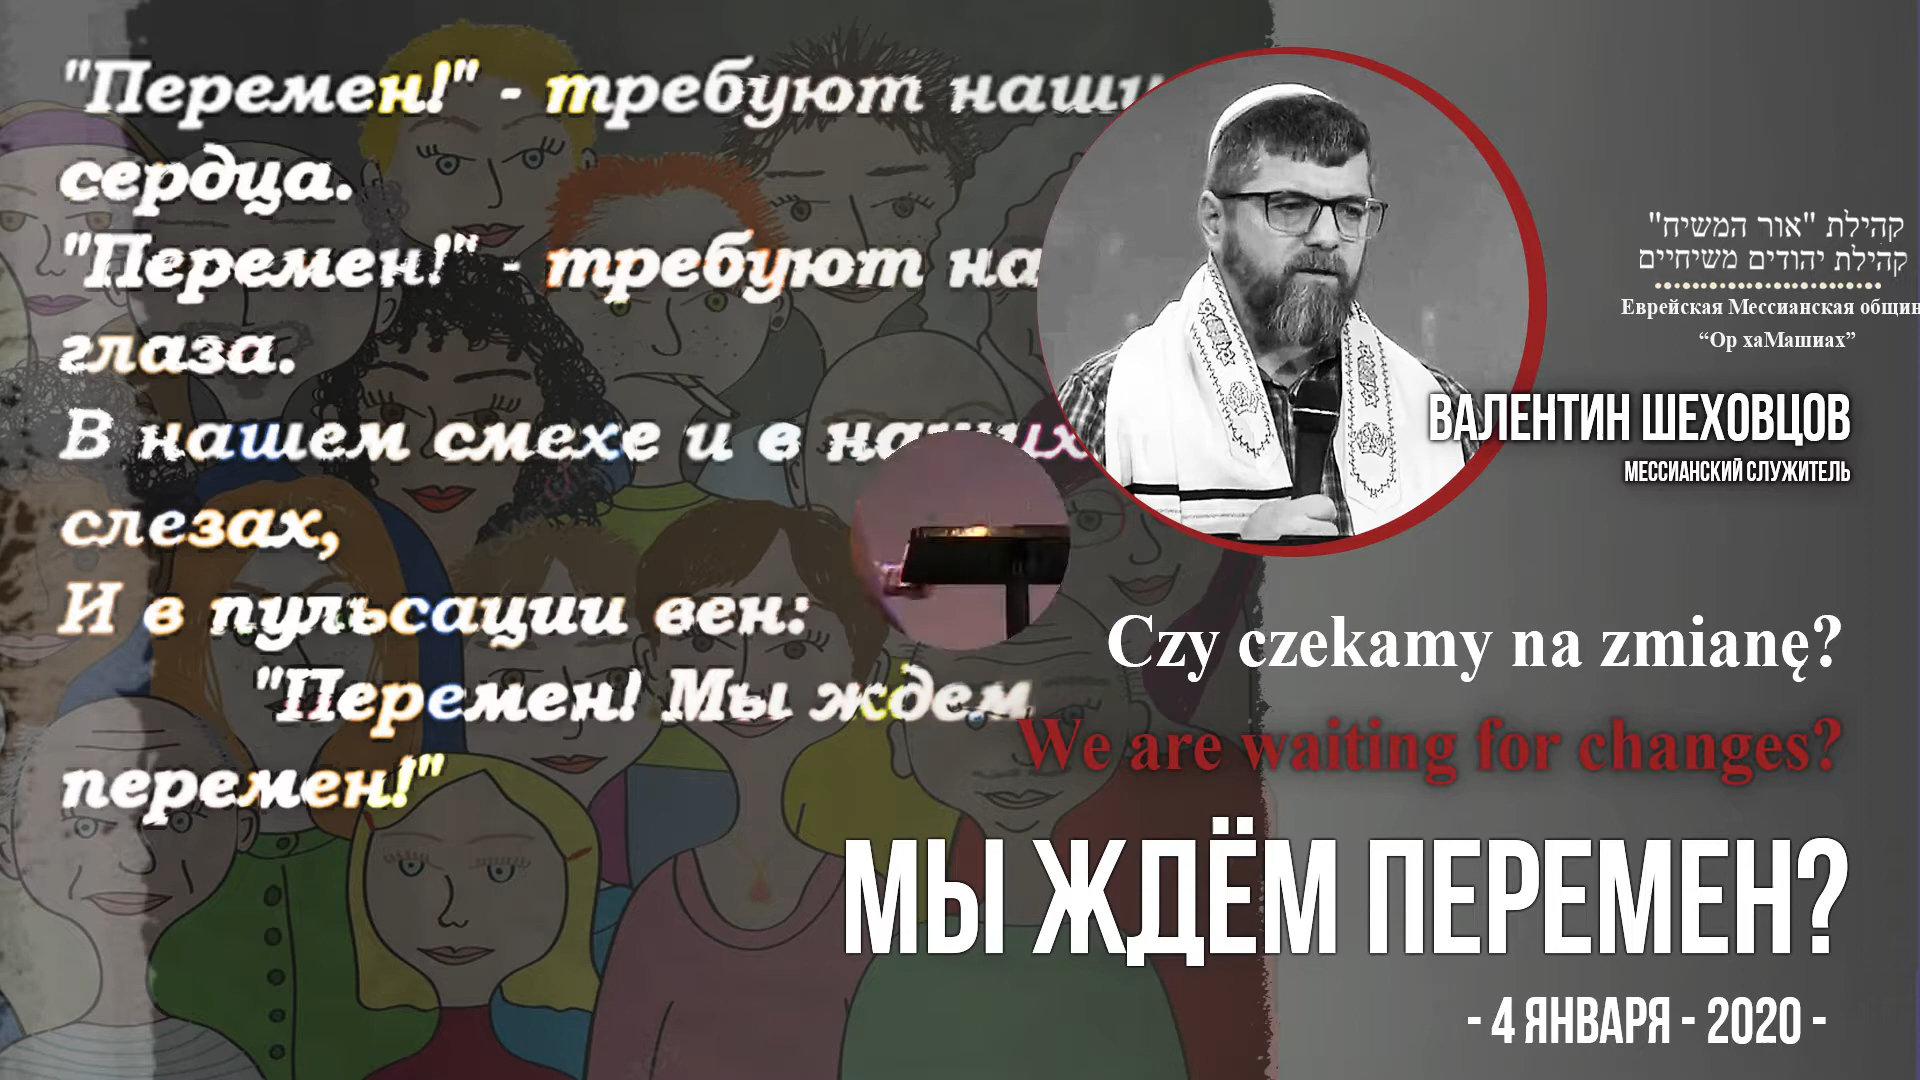 "Перемен!" - требуют наши
сердца.
"Перемен!" - требуют на
глаза.
В нашем смехе и в наших
слезах,
И в пульсации вен:
"Перемен! Мы ждем
перемен!"
קהילת "אור המשיח"
קהילת יהודים משיחיים
Еврейская Мессианская общин
“Ор хаМашиах”
ВАЛЕНТИН ШЕХОВЦОВ
МЕССИАНСКИЙ СЛУЖИТЕЛЬ
Czy czekamy na zmianę?
We are waiting for changes?
МЫ ЖДЁМ ПЕРЕМЕН?
- 4 ЯНВАРЯ - 2020 -